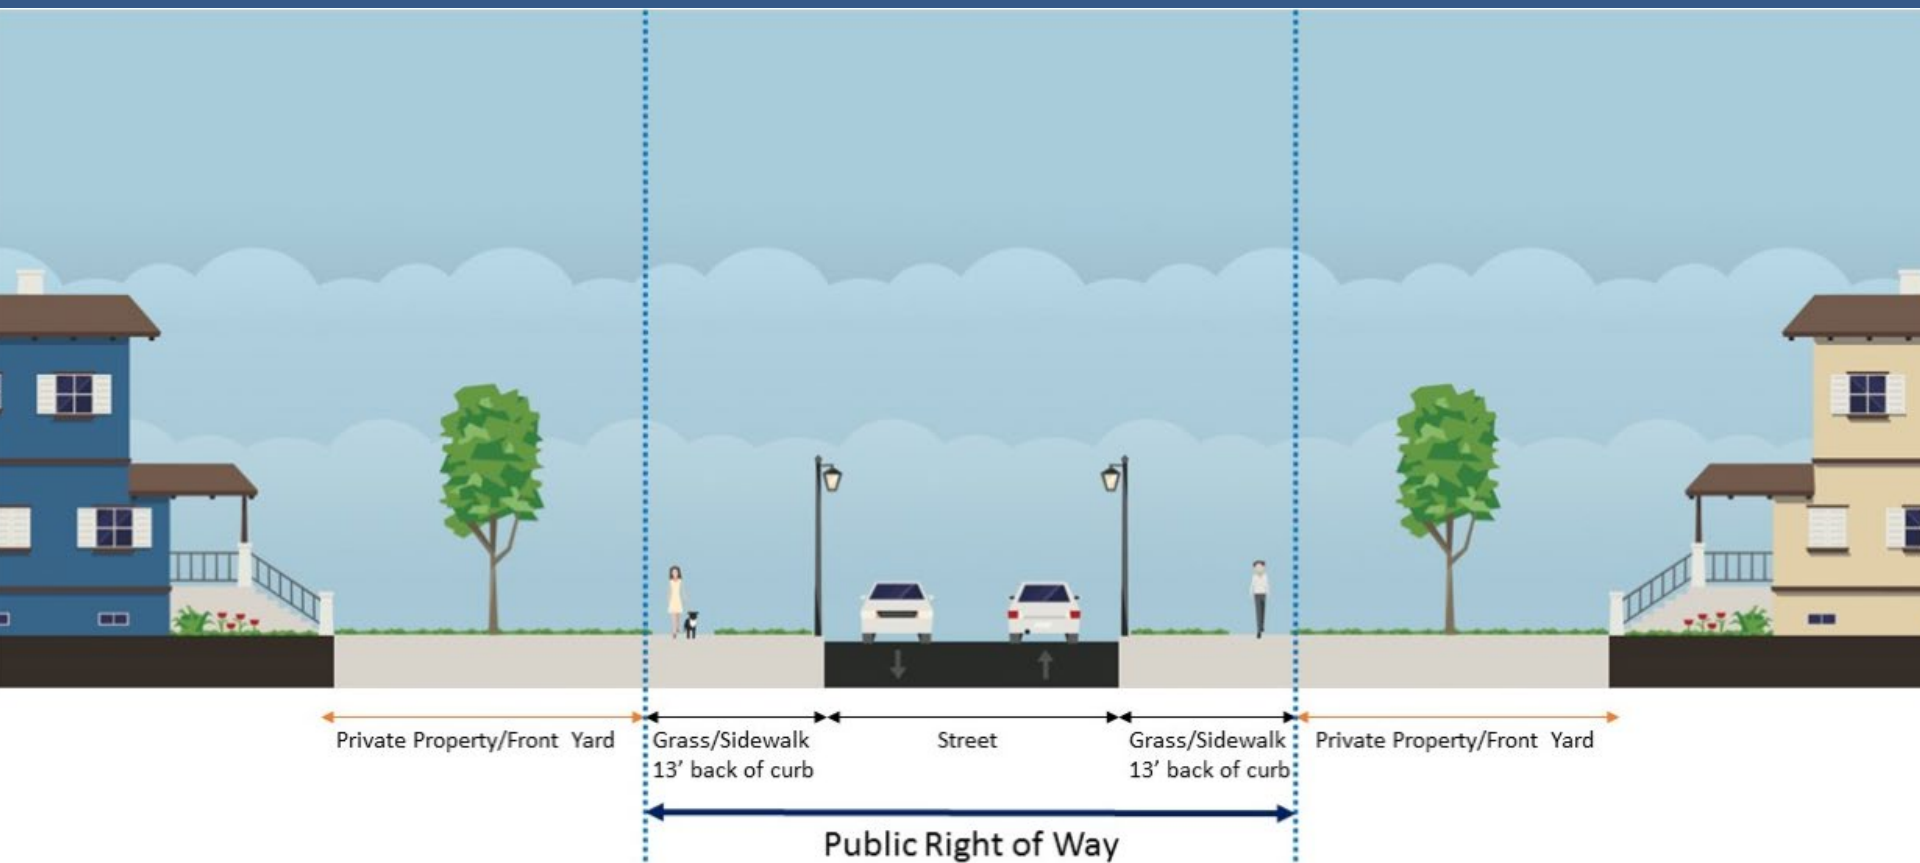 Private Property/Front Yard
Grass/Sidewalk
13’ back of curb
Street
Grass/Sidewalk
13’ back of curb
Private Property/Front Yard
Public Right of Way